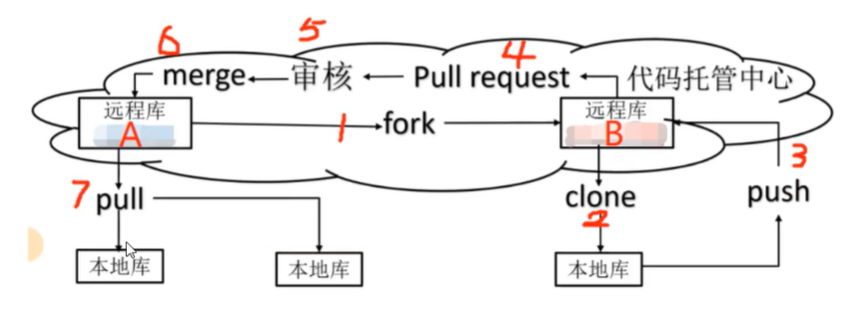 6
5
4
merge
审核
Pull request
代码托管中心
远程库
A
1
fork
远程库
B
3
7
pull
clone
2
push
本地库
本地库
本地库